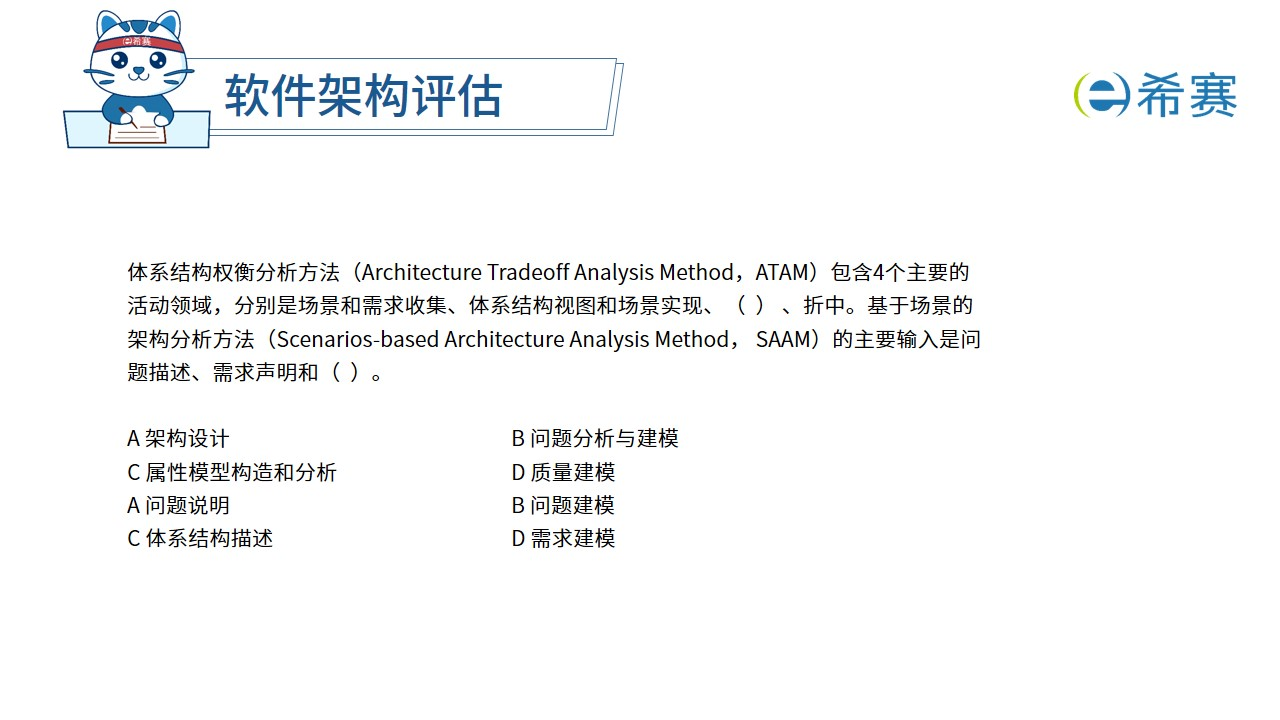 希赛
软件架构评估
希赛
体系结构权衡分析方法（Architecture Tradeoff Analysis Method，ATAM）包含4个主要的
活动领域，分别是场景和需求收集、体系结构视图和场景实现、（ ）、折中。基于场景的
架构分析方法（Scenarios-based Architecture Analysis Method， SAAM）的主要输入是问
题描述、需求声明和（ ）。
A 架构设计 B 问题分析与建模
C 属性模型构造和分析 D 质量建模
A 问题说明 B 问题建模
C 体系结构描述 D 需求建模